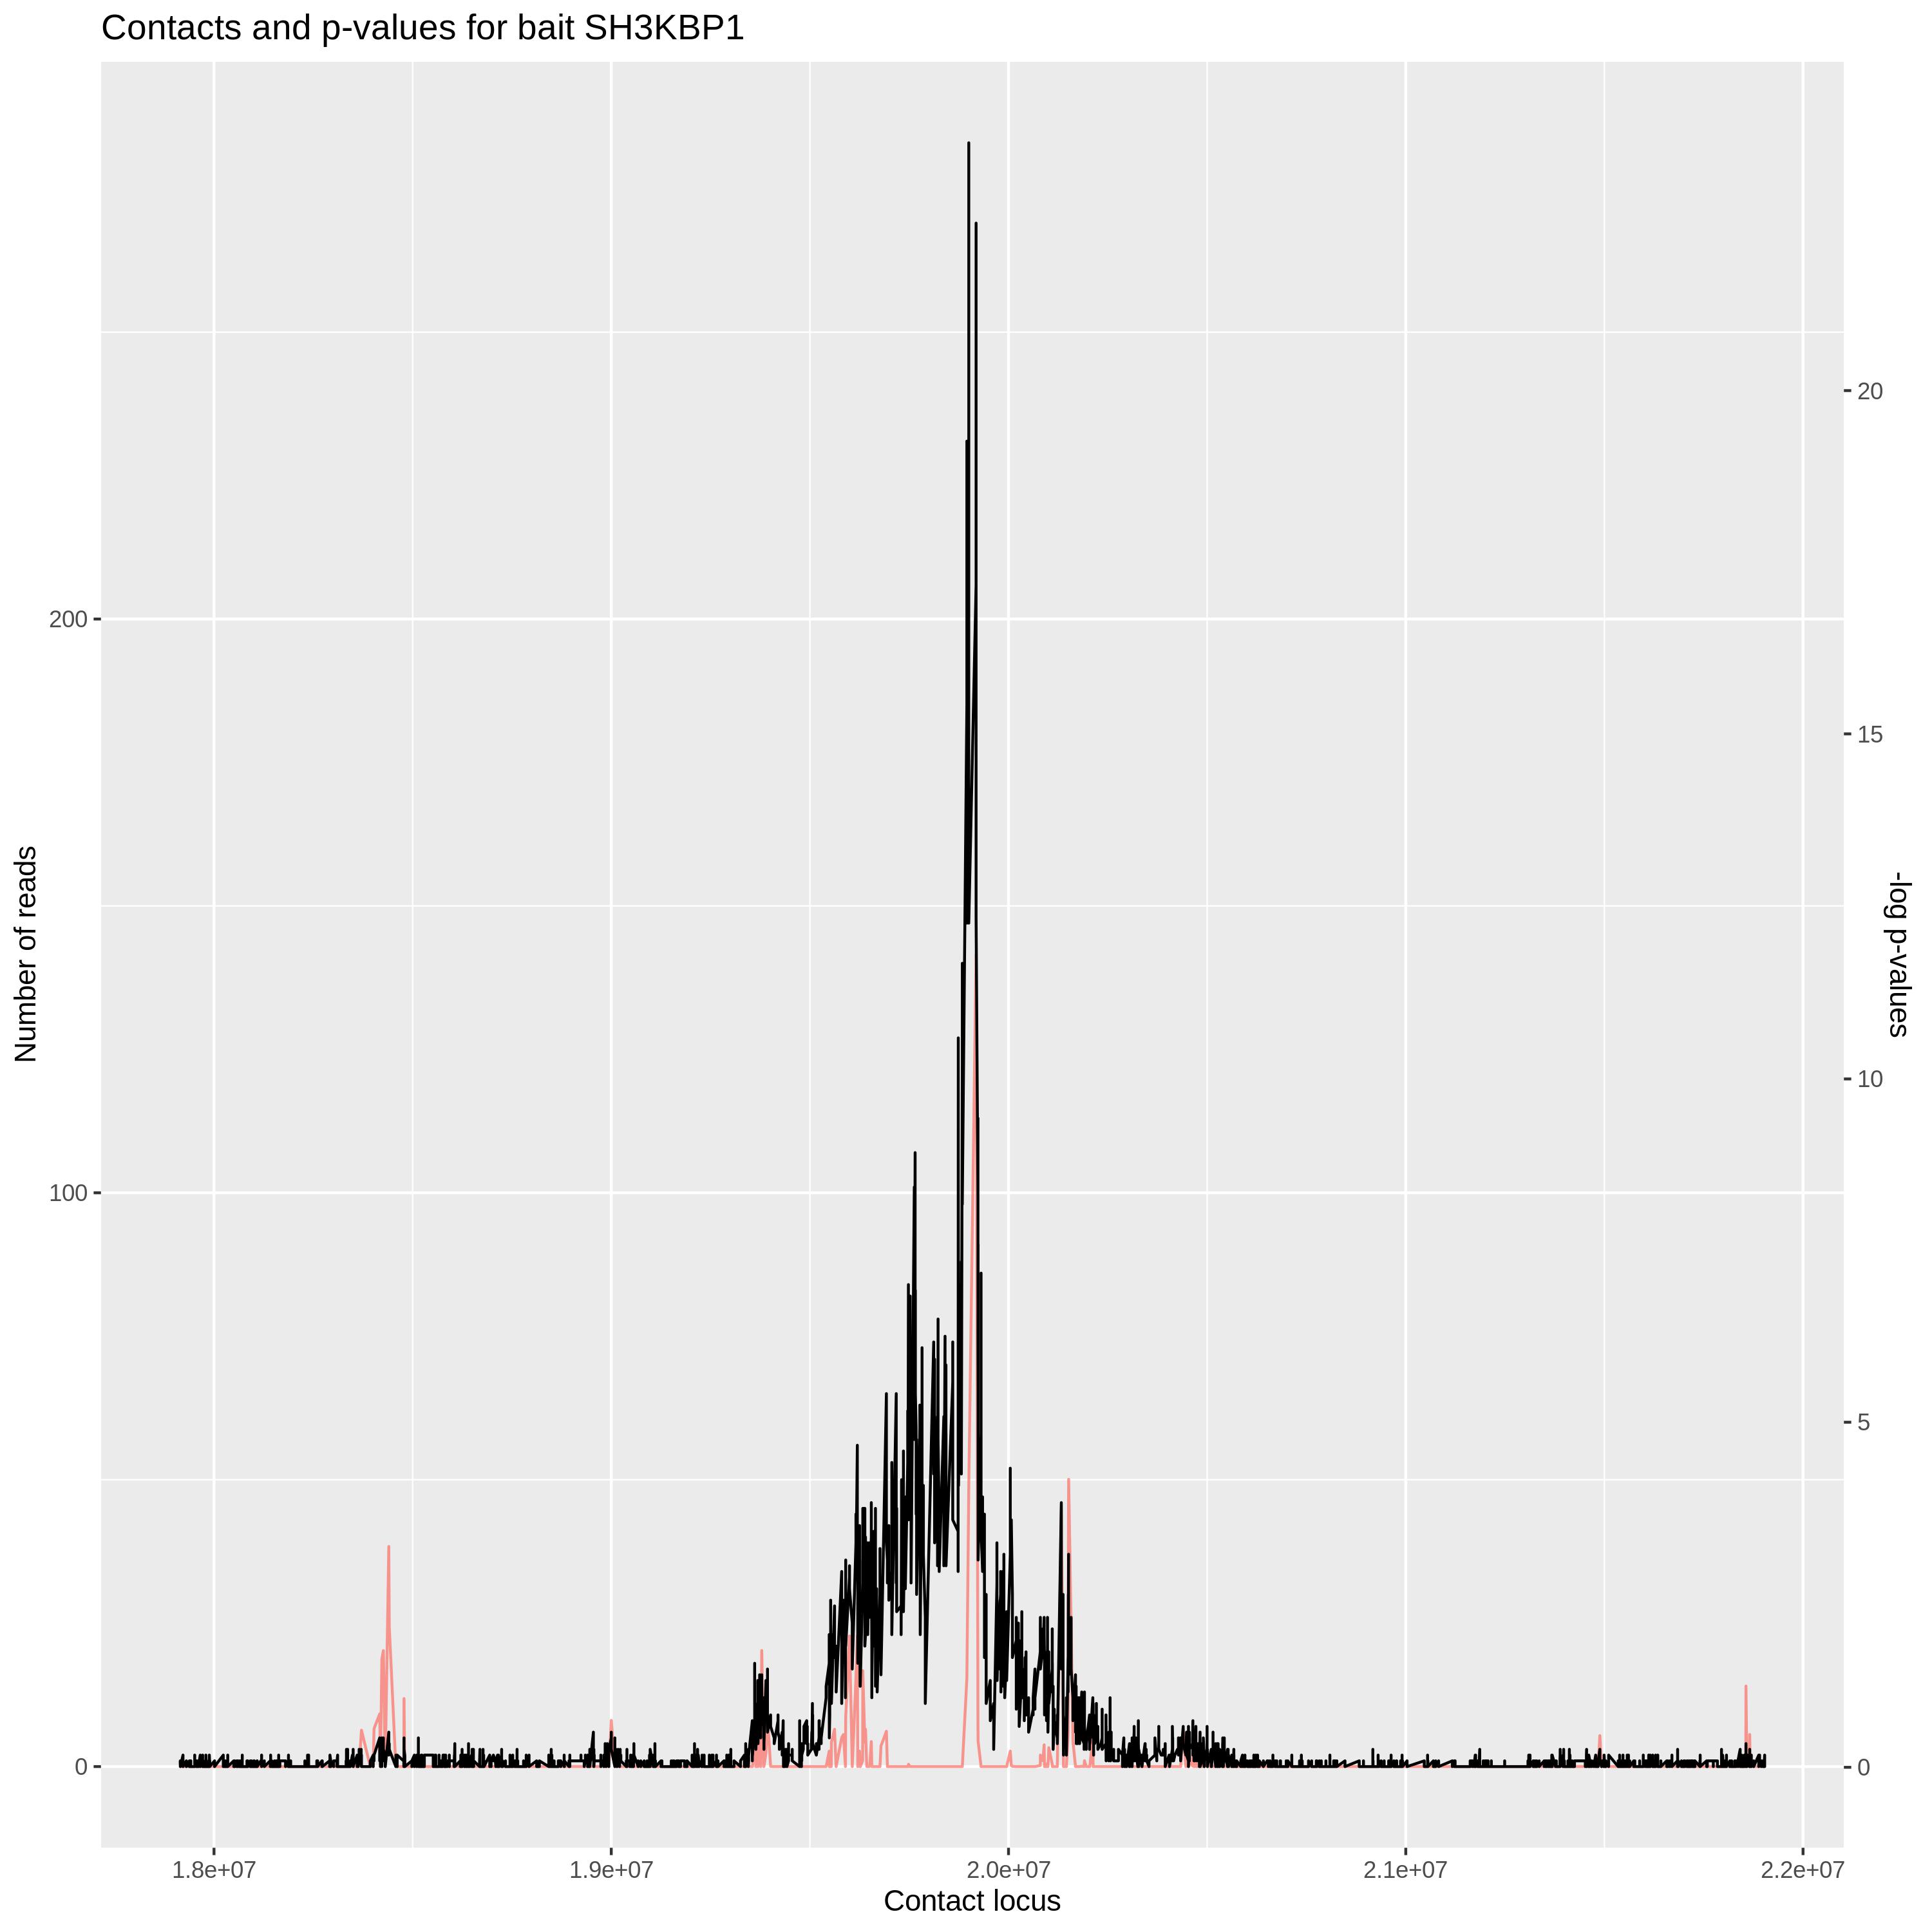 Contacts and p-values for bait SH3KBP1
Number of reads
200
100
0
20
15
10
5
0
-log p-values
1.8e+07
1.9e+07
2.0e+07
2.1e+07
2.2e+07
Contact locus